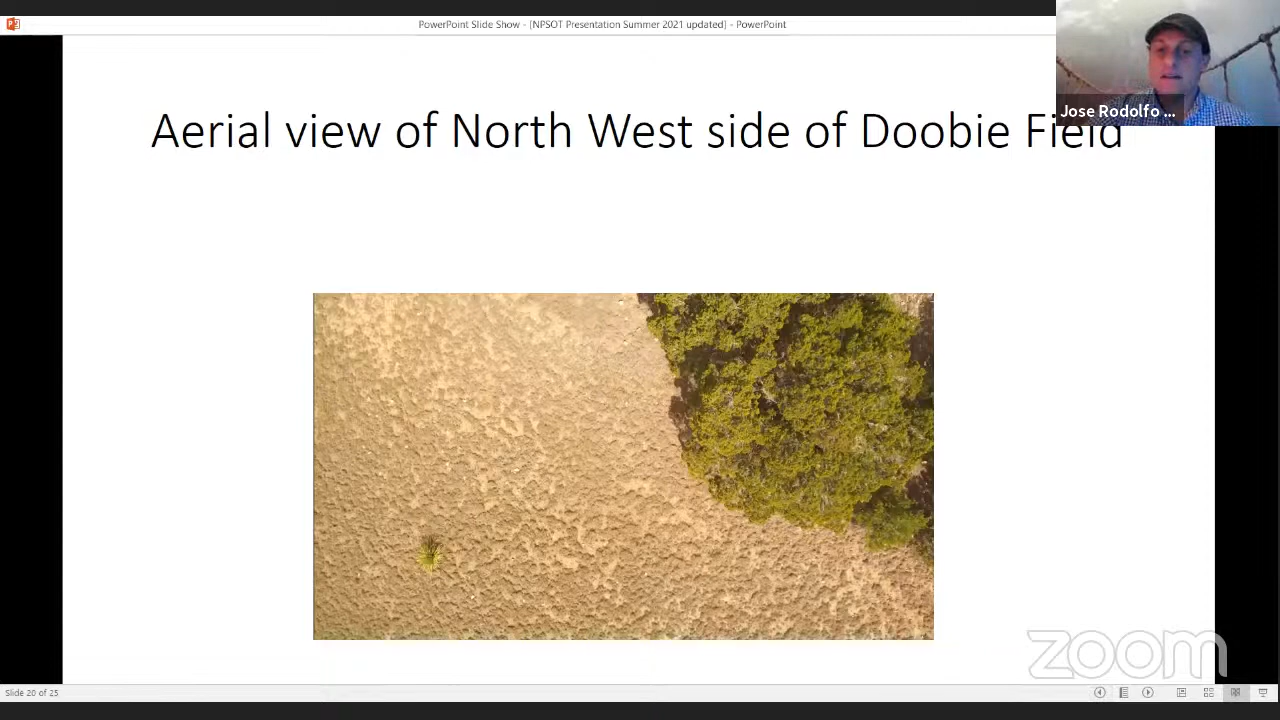 PowerPoint Slide Show - [NPSOT Presentation Summer 2021 updated] - PowerPoint
Jose Rodolfo ...
Aerial view of North West side of Doobie Field
zoom
Slide 20 of 25